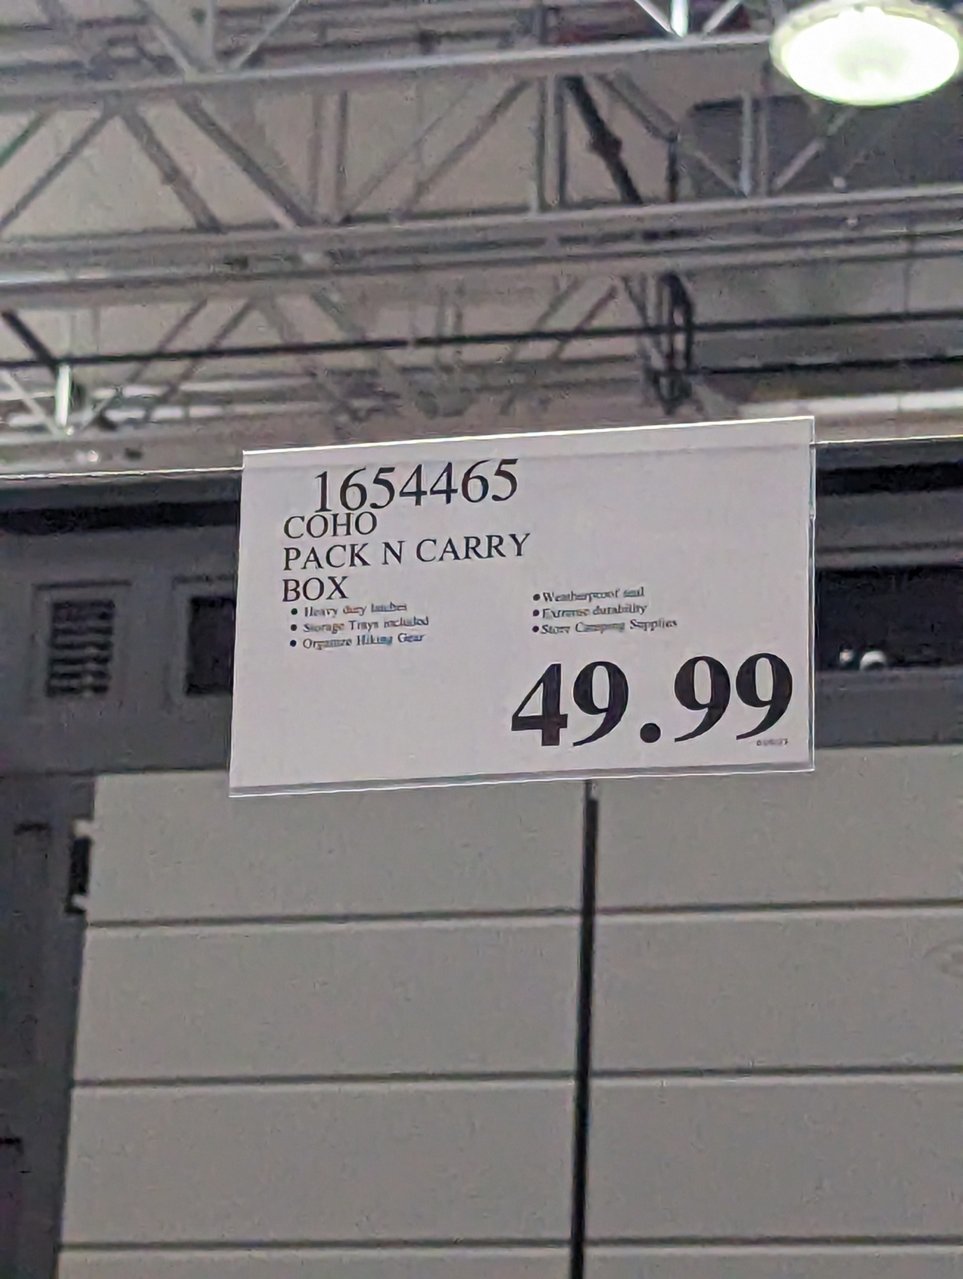 1654465
COHO
PACK N CARRY
BOX
• Heavy duty latches
• Storage Trays included
• Organize Hiking Gear
• Weatherproof seal
• Extreme durability
• Store Camping Supplies
49.99